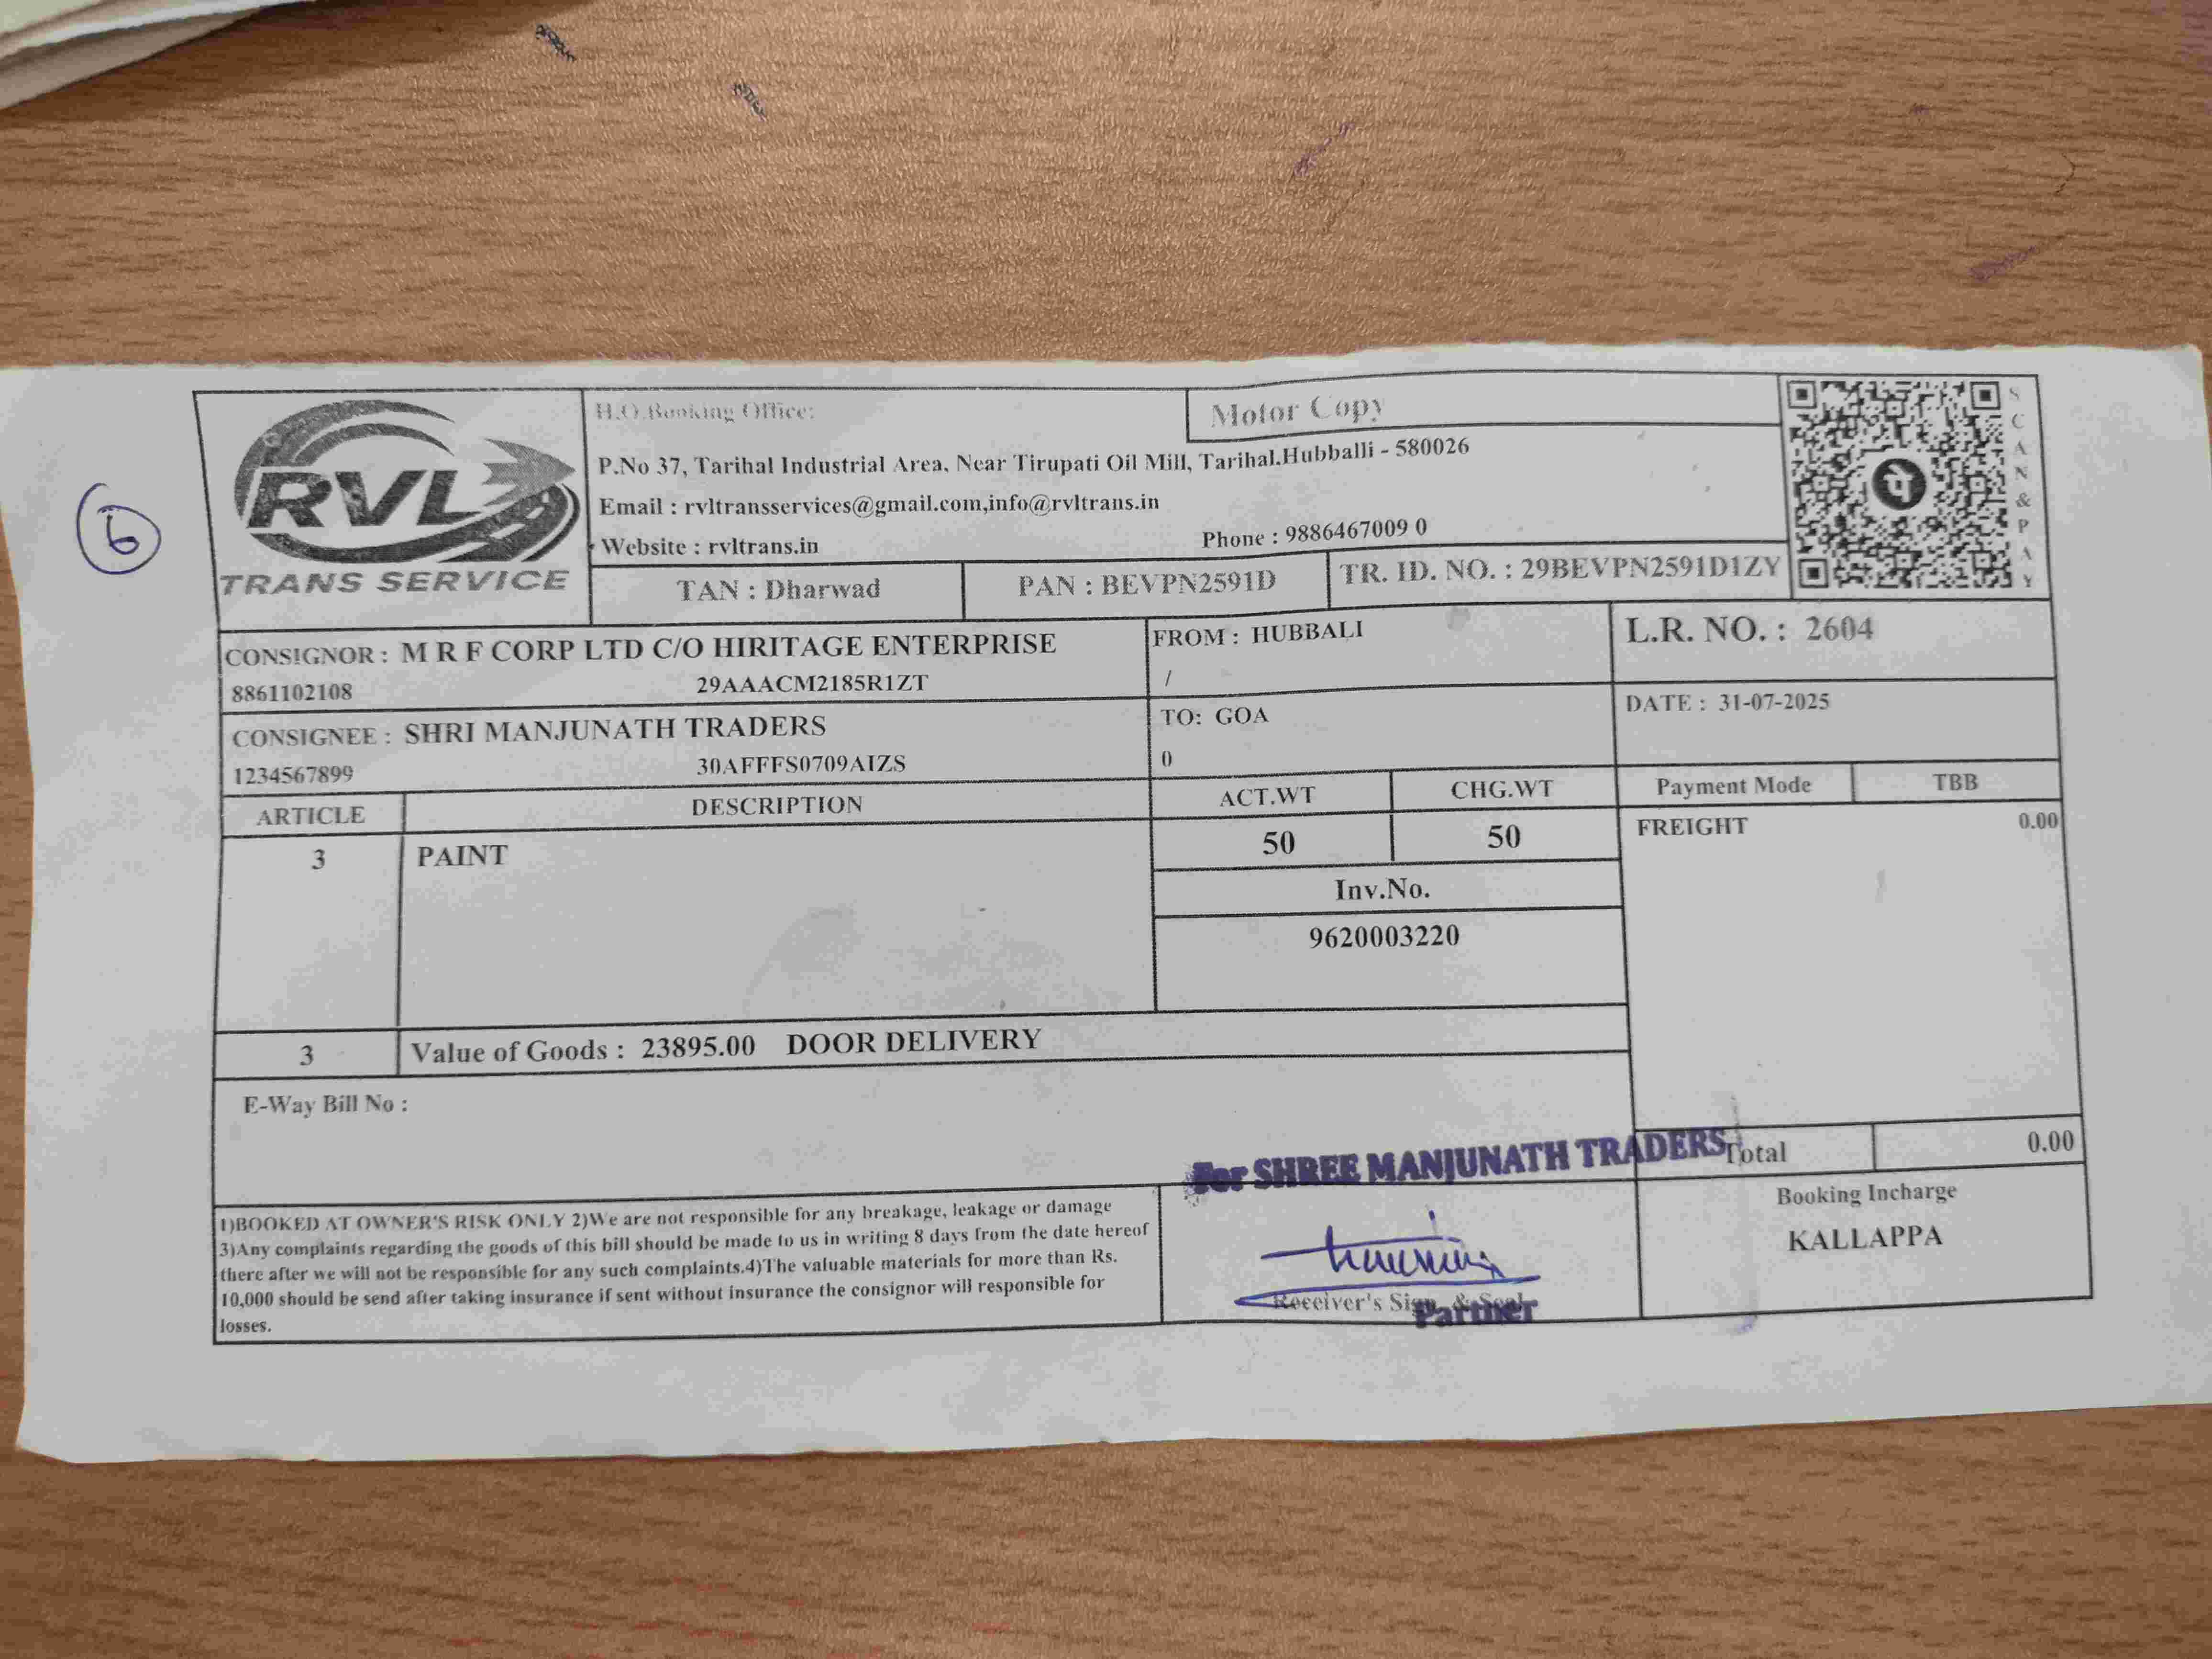 6
RVL
TRANS SERVICE
H.O.Booking Office:
Motor Copy
P.No 37, Tarihal Industrial Area, Near Tirupati Oil Mill, Tarihal.Hubballi - 580026
Email : rvltransservices@gmail.com,info@rvltrans.in
Website : rvltrans.in
Phone : 9886467009 0
TAN : Dharwad
PAN : BEVPN2591D
TR. ID. NO. : 29BEVPN2591D1ZY
पे
SCAN & PAY
CONSIGNOR : M R F CORP LTD C/O HIRITAGE ENTERPRISE
8861102108 29AAACM2185R1ZT
FROM : HUBBALI
/
L.R. NO. : 2604
CONSIGNEE : SHRI MANJUNATH TRADERS
1234567899 30AFFFS0709AIZS
TO: GOA
0
DATE : 31-07-2025
ARTICLE DESCRIPTION ACT.WT CHG.WT Payment Mode TBB
3 PAINT 50 50 FREIGHT 0.00
Inv.No.
9620003220
3 Value of Goods : 23895.00 DOOR DELIVERY
E-Way Bill No :
For SHREE MANJUNATH TRADERS
Total 0.00
1)BOOKED AT OWNER'S RISK ONLY 2)We are not responsible for any breakage, leakage or damage
3)Any complaints regarding the goods of this bill should be made to us in writing 8 days from the date hereof
there after we will not be responsible for any such complaints.4)The valuable materials for more than Rs.
10,000 should be send after taking insurance if sent without insurance the consignor will responsible for
losses.
Receiver's Sign. & Seal
Partner
Booking Incharge
KALLAPPA